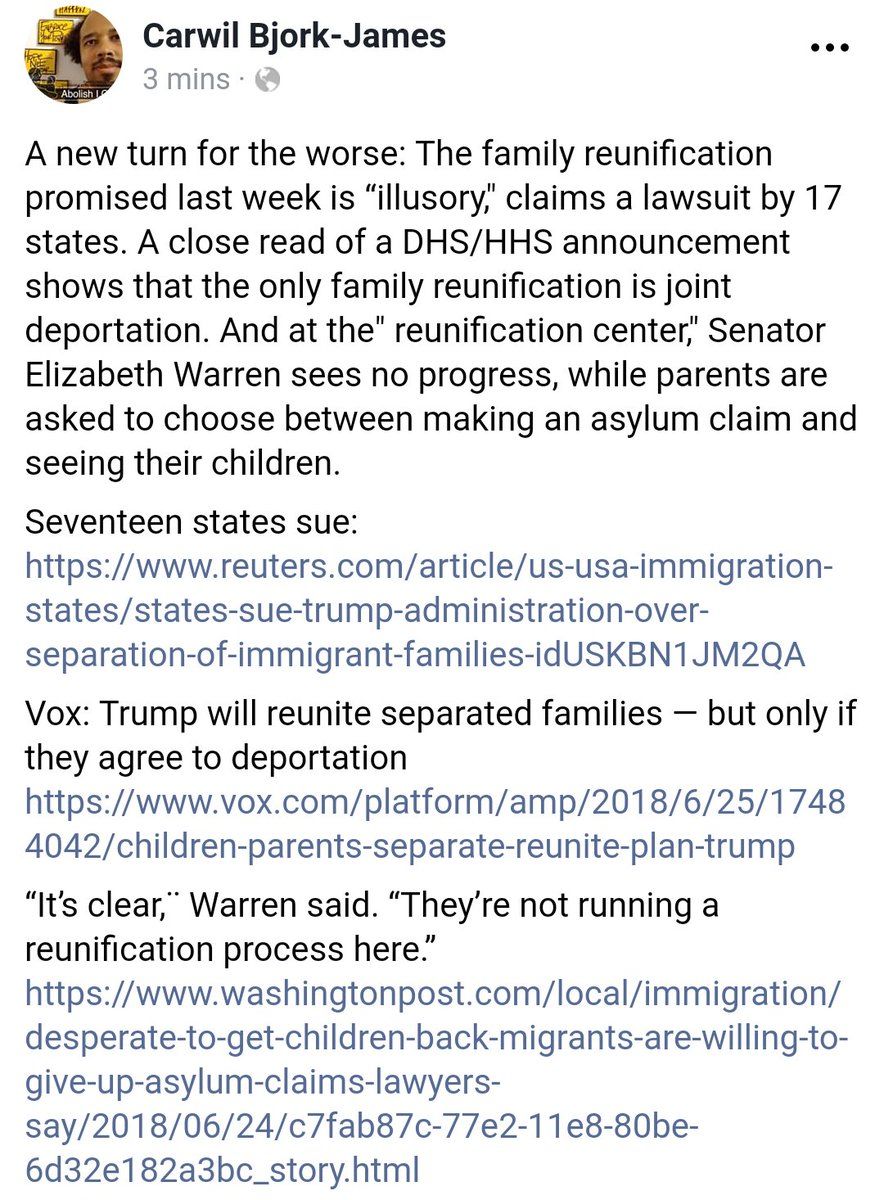 Carwil Bjork-James
3 mins ·
Abolish I
A new turn for the worse: The family reunification
promised last week is “illusory," claims a lawsuit by 17
states. A close read of a DHS/HHS announcement
shows that the only family reunification is joint
deportation. And at the" reunification center," Senator
Elizabeth Warren sees no progress, while parents are
asked to choose between making an asylum claim and
seeing their children.
Seventeen states sue:
https://www.reuters.com/article/us-usa-immigration-
states/states-sue-trump-administration-over-
separation-of-immigrant-families-idUSKBN1JM2QA
Vox: Trump will reunite separated families — but only if
they agree to deportation
https://www.vox.com/platform/amp/2018/6/25/1748
4042/children-parents-separate-reunite-plan-trump
“It’s clear,¨ Warren said. “They’re not running a
reunification process here.”
https://www.washingtonpost.com/local/immigration/
desperate-to-get-children-back-migrants-are-willing-to-
give-up-asylum-claims-lawyers-
say/2018/06/24/c7fab87c-77e2-11e8-80be-
6d32e182a3bc_story.html